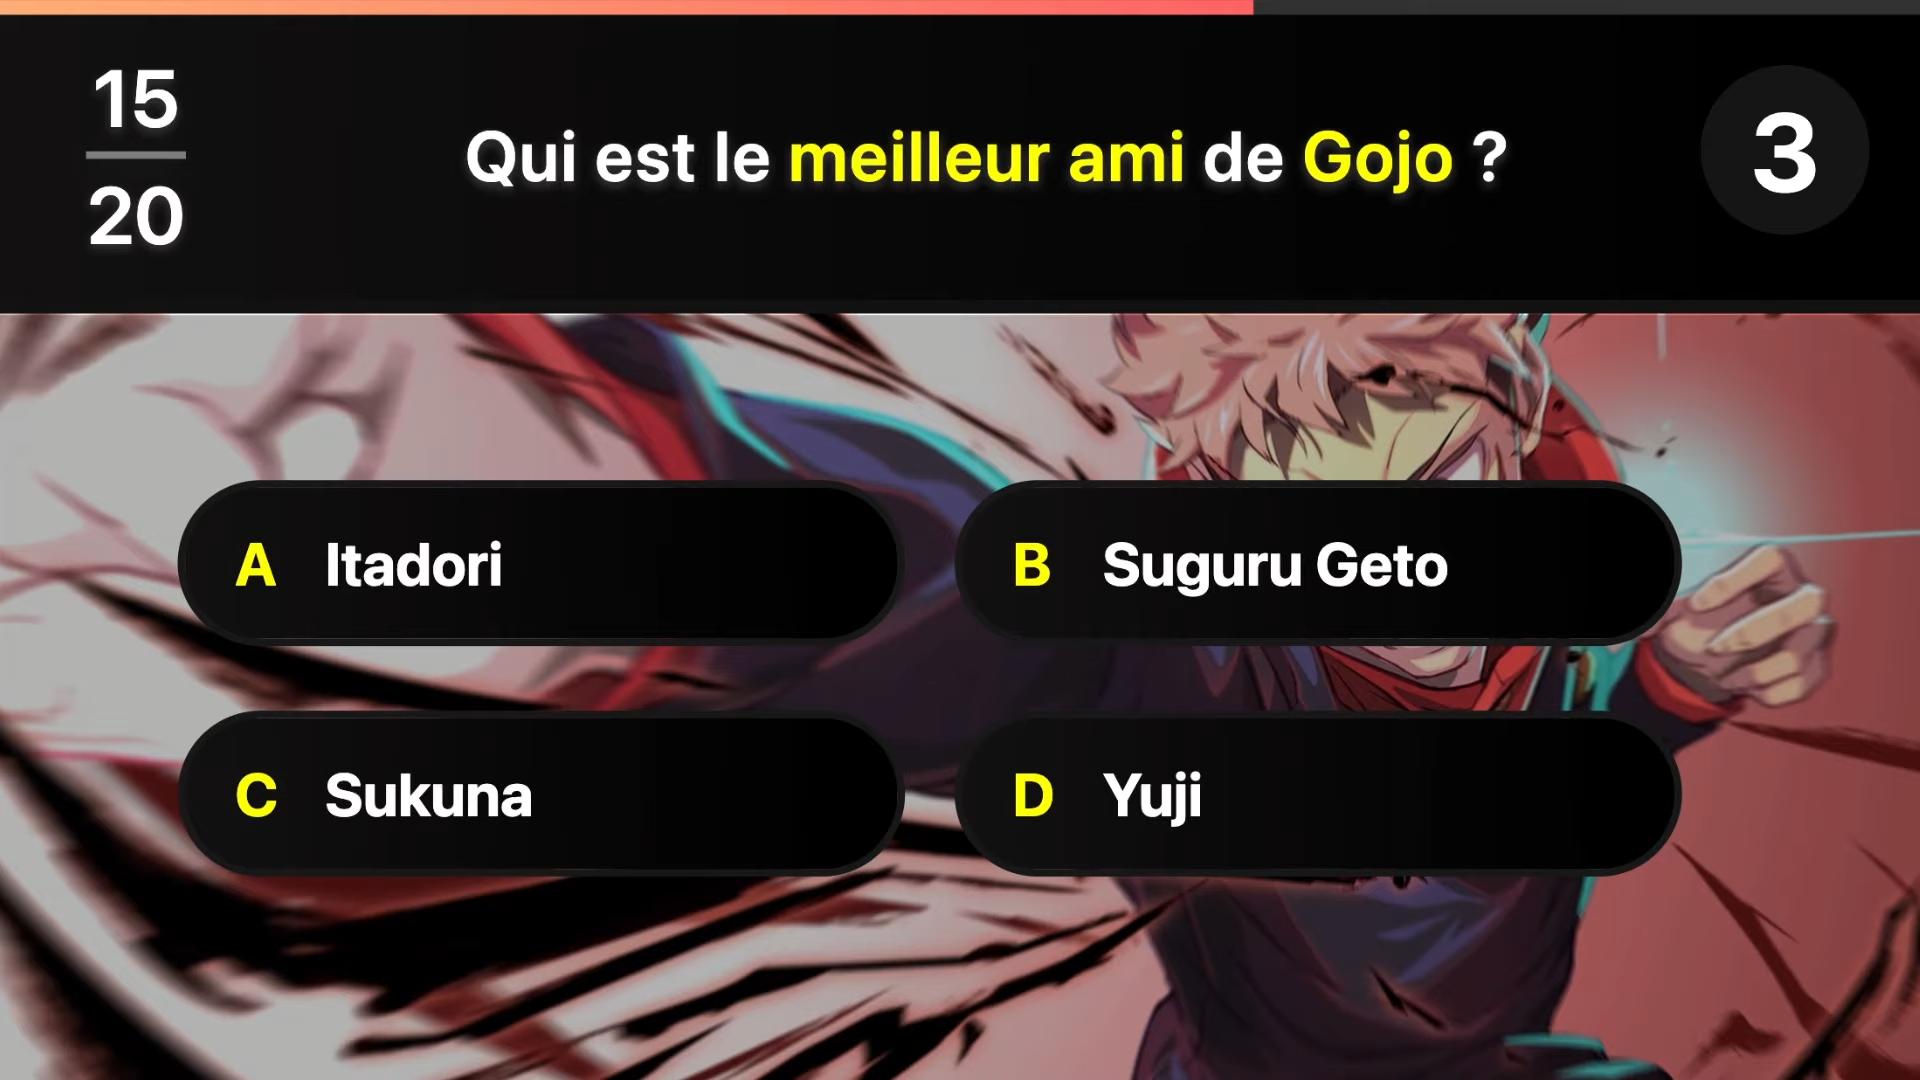 15
20
Qui est le meilleur ami de Gojo ?
3
A Itadori
B Suguru Geto
C Sukuna
D Yuji